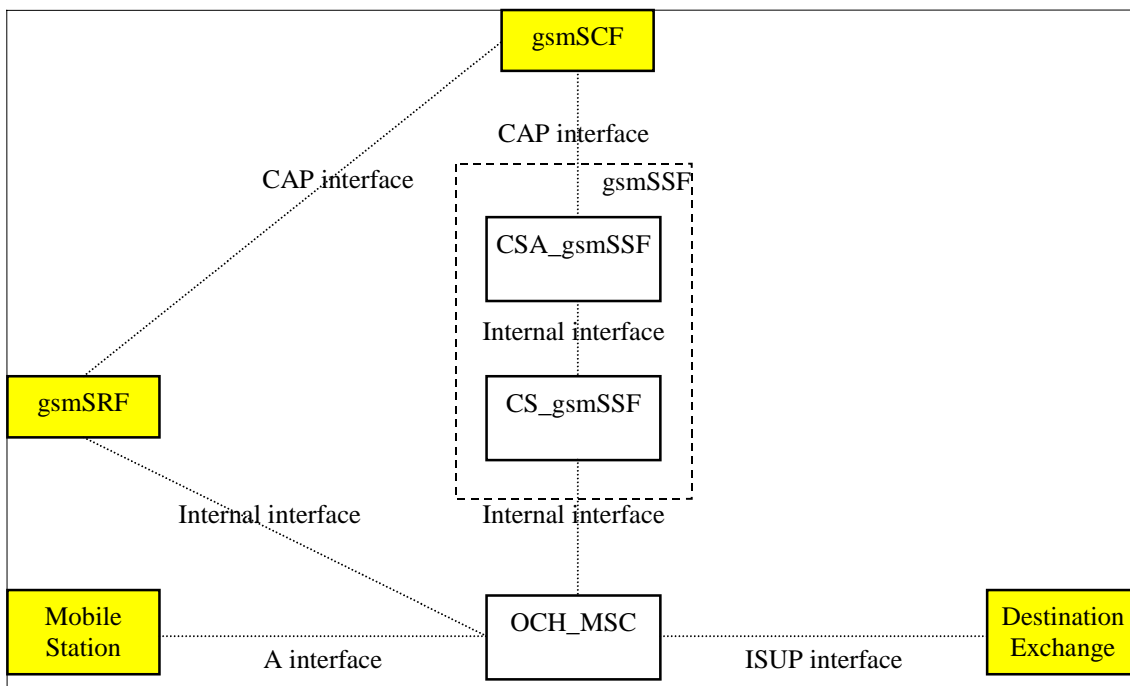 gsmSCF
CAP interface
CAP interface
gsmSSF
CSA_gsmSSF
Internal interface
gsmSRF
CS_gsmSSF
Internal interface
Internal interface
Mobile
Station
OCH_MSC
Destination
Exchange
A interface
ISUP interface